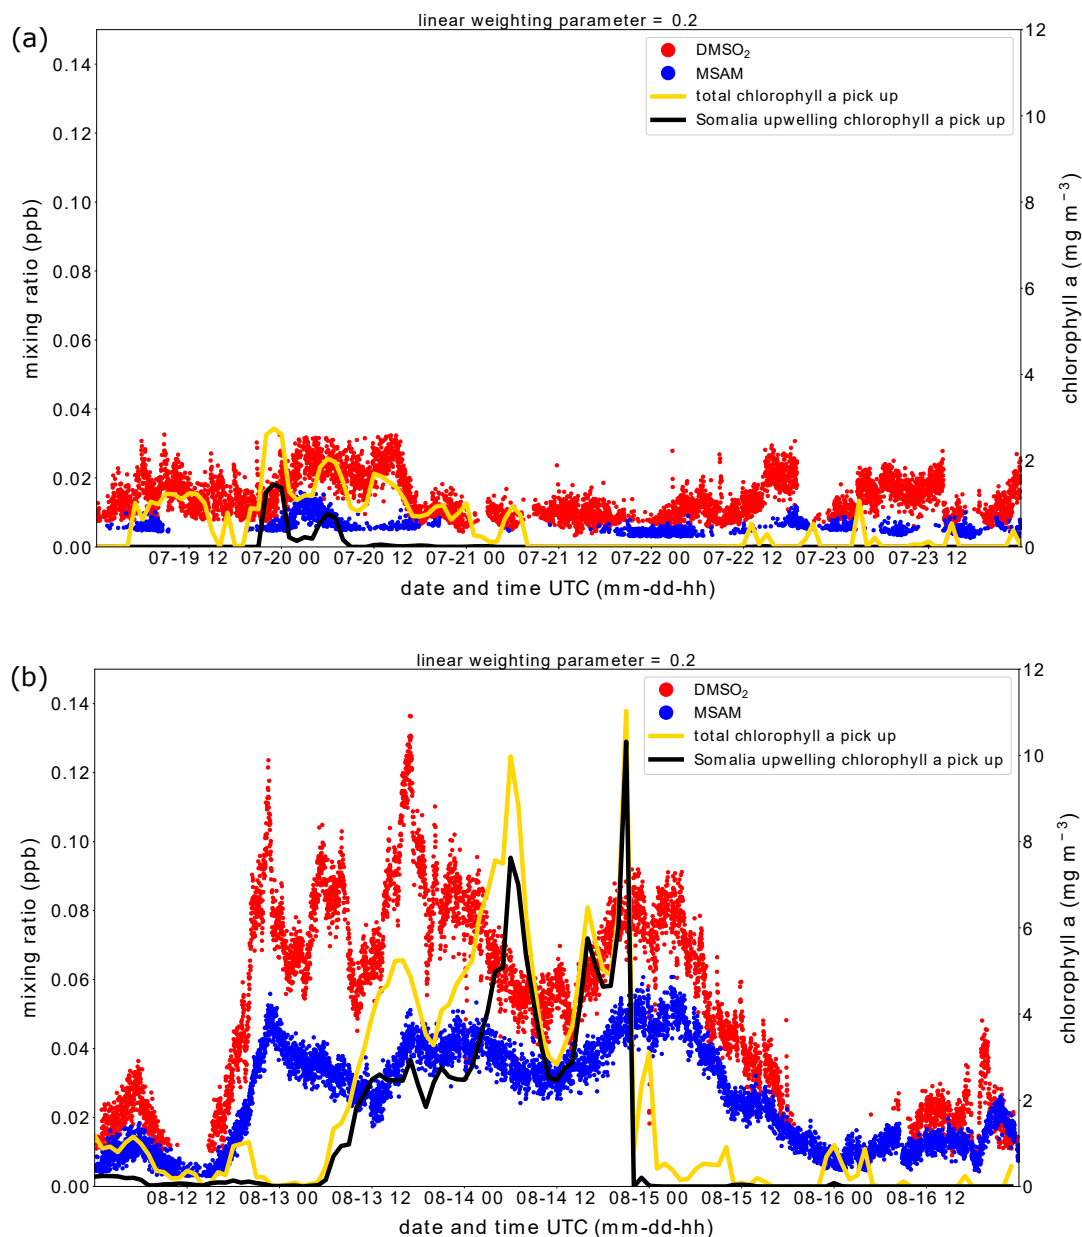 linear weighting parameter = 0.2
(a)
DMSO₂
MSAM
total chlorophyll a pick up
Somalia upwelling chlorophyll a pick up
0.14
0.12
0.10
0.08
0.06
0.04
0.02
0.00
mixing ratio (ppb)
12
10
8
6
4
2
0
chlorophyll a (mg m⁻³)
07-19 12 07-20 00 07-20 12 07-21 00 07-21 12 07-22 00 07-22 12 07-23 00 07-23 12
date and time UTC (mm-dd-hh)
linear weighting parameter = 0.2
(b)
DMSO₂
MSAM
total chlorophyll a pick up
Somalia upwelling chlorophyll a pick up
0.14
0.12
0.10
0.08
0.06
0.04
0.02
0.00
mixing ratio (ppb)
12
10
8
6
4
2
0
chlorophyll a (mg m⁻³)
08-12 12 08-13 00 08-13 12 08-14 00 08-14 12 08-15 00 08-15 12 08-16 00 08-16 12
date and time UTC (mm-dd-hh)